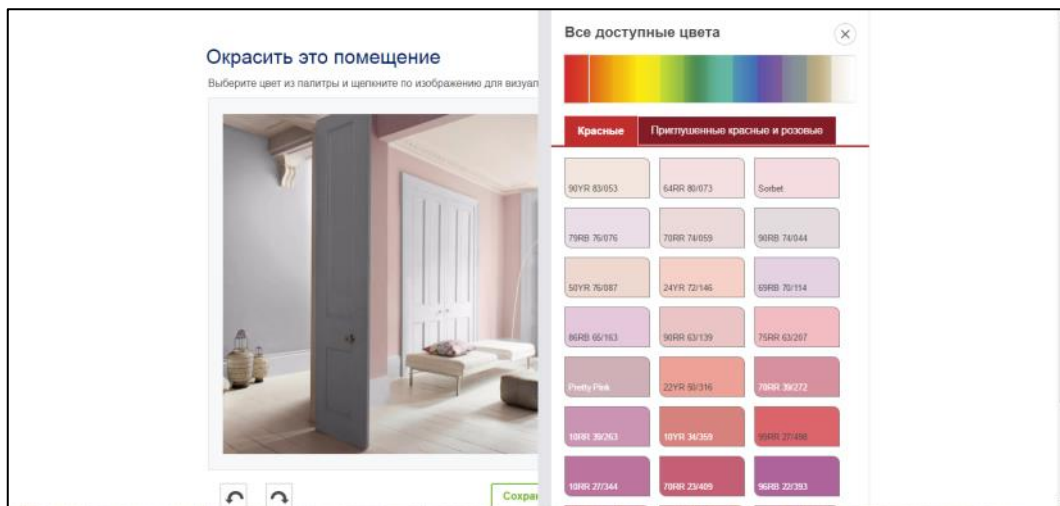 Окрасить это помещение
Выберите цвет из палитры и щелкните по изображению для
Все доступные цвета
Красные
Приглушенные красные и розовые
90YR 83/053
64RR 80/073
Sorbet
79RB 76/076
70RR 74/059
90RB 74/044
50YR 76/087
24YR 72/146
69RB 70/114
86RB 65/163
90RR 63/139
75RR 63/207
Pretty Pink
22YR 50/316
70RR 39/272
10RR 39/263
10YR 34/359
99RR 27/498
10RR 27/344
70RR 23/409
96RB 22/393